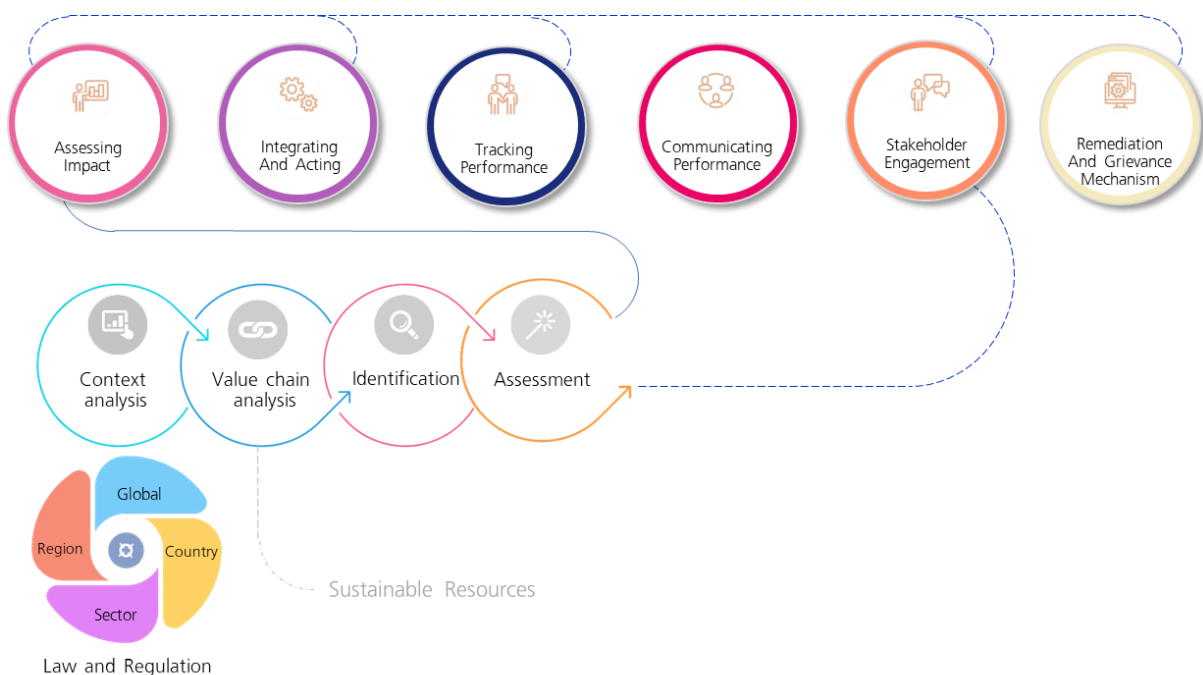 Assessing
Impact
Integrating
And Acting
Tracking
Performance
Communicating
Performance
Stakeholder
Engagement
Remediation
And Grievance
Mechanism
Context
analysis
Value chain
analysis
Identification
Assessment
Global
Region
Country
Sector
Sustainable Resources
Law and Regulation